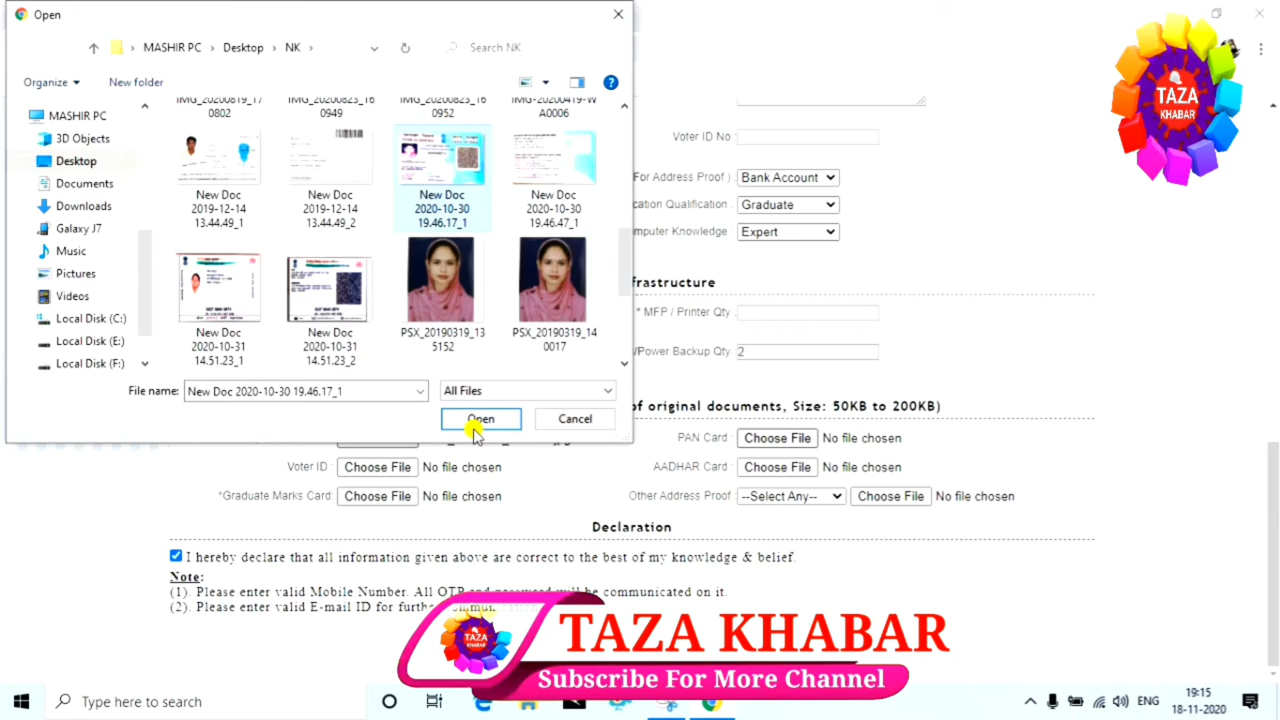 Open
MASHIR PC
Desktop
NK
Search NK
Organize
New folder
MASHIR PC
3D Objects
Desktop
Documents
Downloads
Galaxy J7
Music
Pictures
Videos
Local Disk (C:)
Local Disk (E:)
Local Disk (F:)
IMG_20200819_17
0802
IMG_20200823_16
0949
IMG_20200823_16
0952
IMG-20200419-W
A0006
New Doc
2019-12-14
13.44.49_1
New Doc
2019-12-14
13.44.49_2
New Doc
2020-10-30
19.46.17_1
New Doc
2020-10-30
19.46.47_1
New Doc
2020-10-31
14.51.23_1
New Doc
2020-10-31
14.51.23_2
PSX_20190319_13
5152
PSX_20190319_14
0017
File name:
New Doc 2020-10-30 19.46.17_1
All Files
Open
Cancel
TAZA
KHABAR
Voter ID No
For Address Proof :
Bank Account
cation Qualification :
Graduate
mputer Knowledge :
Expert
frastructure
* MFP / Printer Qty
/Power Backup Qty
2
of original documents, Size: 50KB to 200KB)
PAN Card :
Choose File
No file chosen
Voter ID :
Choose File
No file chosen
AADHAR Card :
Choose File
No file chosen
*Graduate Marks Card:
Choose File
No file chosen
Other Address Proof :
--Select Any--
Choose File
No file chosen
Declaration
I hereby declare that all information given above are correct to the best of my knowledge & belief.
Note:
(1). Please enter valid Mobile Number. All OTP and password will be communicated on it.
(2). Please enter valid E-mail ID for further communication
TAZA
KHABAR
TAZA KHABAR
Subscribe For More Channel
Type here to search
ENG
19:15
18-11-2020